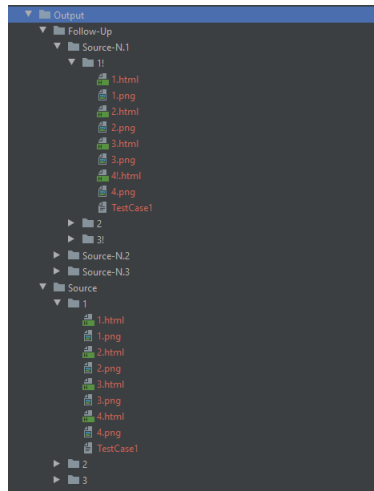 Output
Follow-Up
Source-N.1
1!
1.html
1.png
2.html
2.png
3.html
3.png
4!.html
4.png
TestCase1
2
3!
Source-N.2
Source-N.3
Source
1
1.html
1.png
2.html
2.png
3.html
3.png
4.html
4.png
TestCase1
2
3